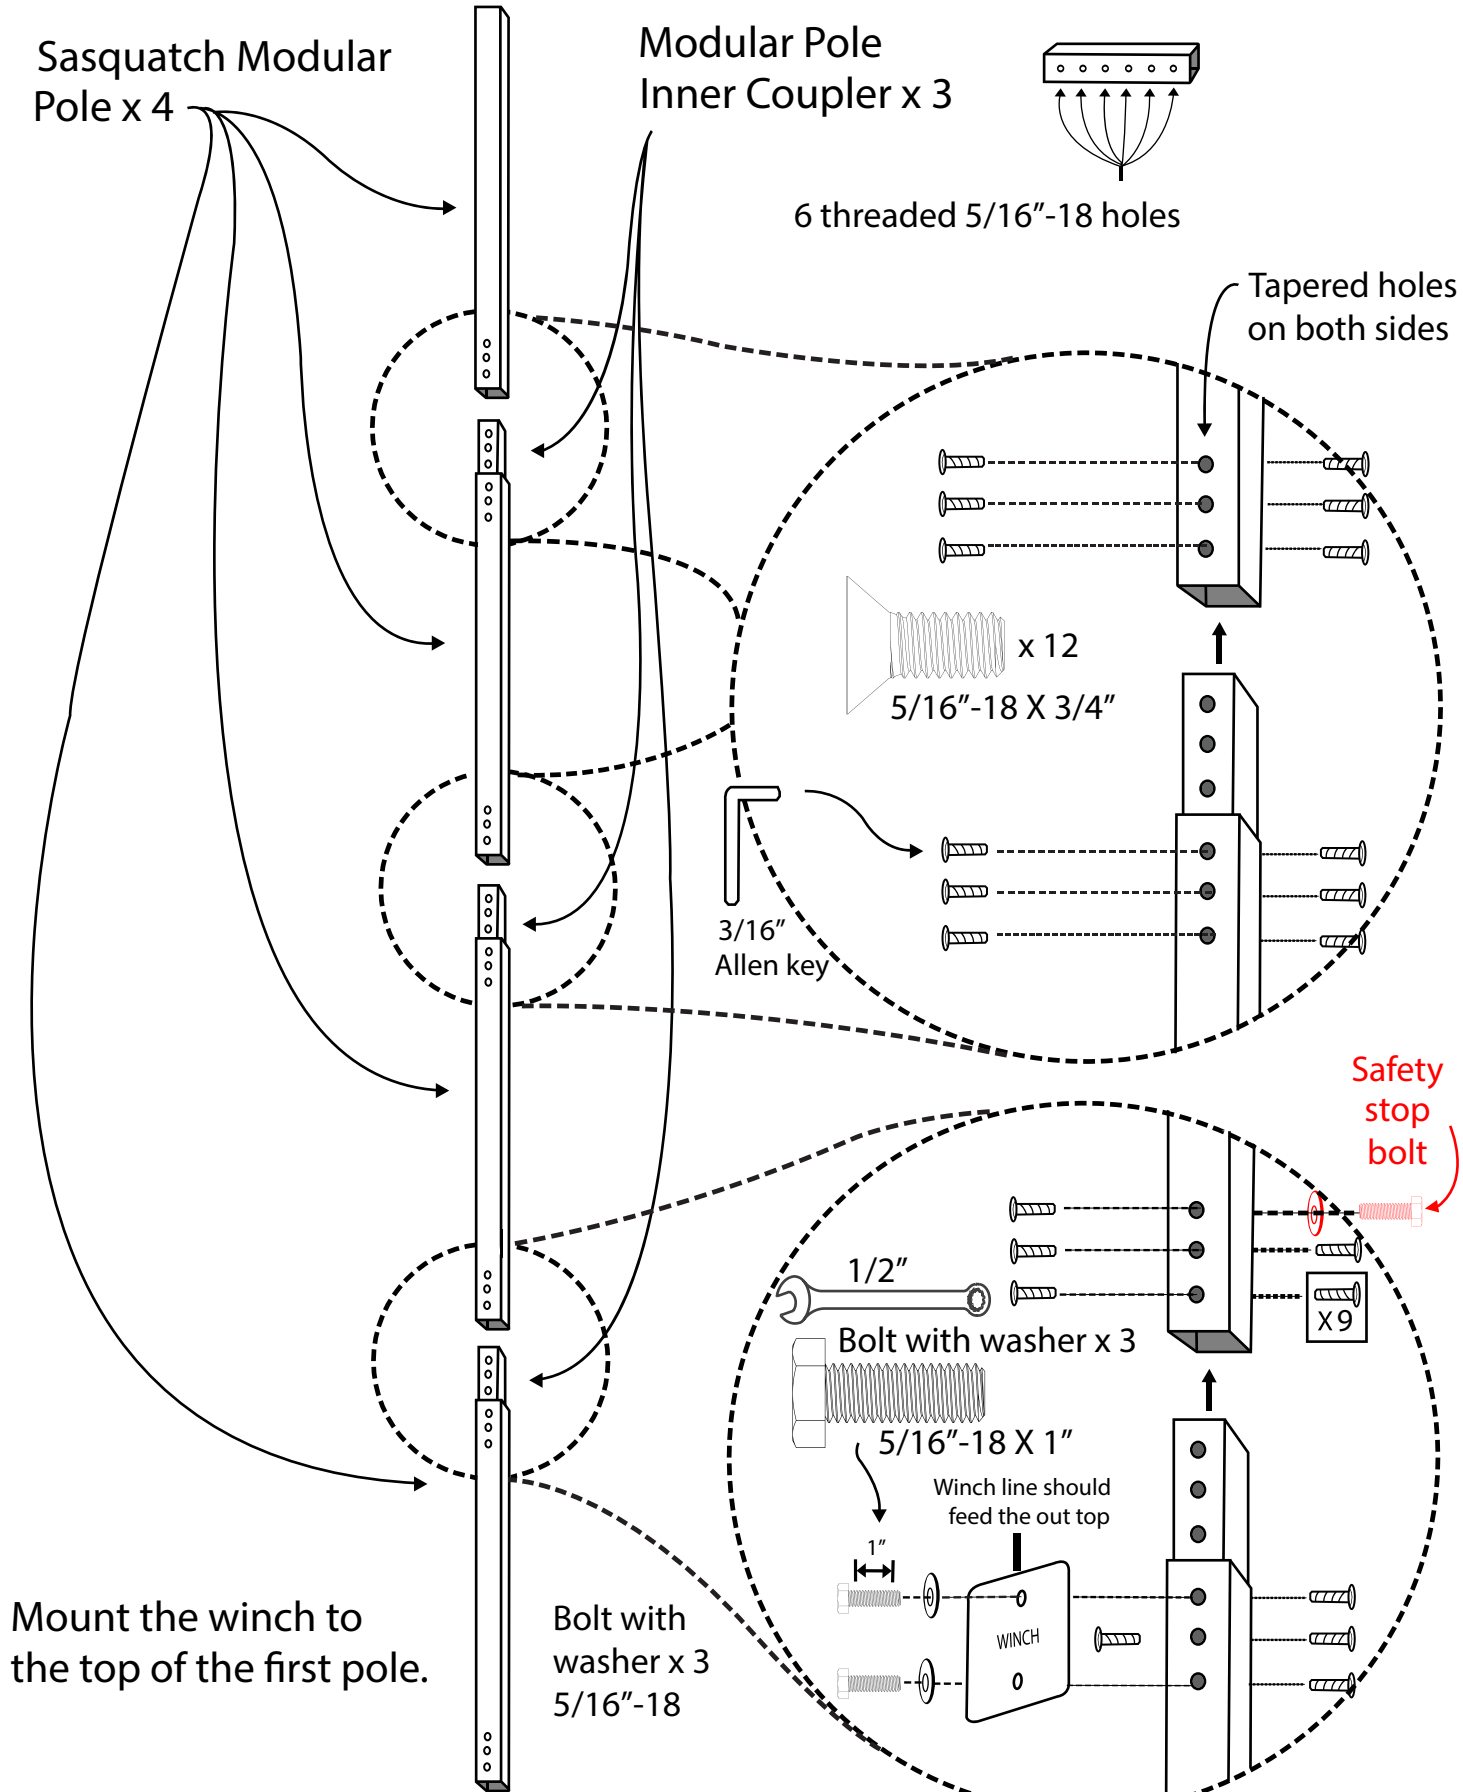 Sasquatch Modular
Pole x 4
Modular Pole
Inner Coupler x 3
6 threaded 5/16”-18 holes
Tapered holes
on both sides
x 12
5/16”-18 X 3/4”
3/16”
Allen key
Safety
stop
bolt
1/2”
X 9
Bolt with washer x 3
5/16”-18 X 1”
Winch line should
feed the out top
1”
WINCH
Mount the winch to
the top of the first pole.
Bolt with
washer x 3
5/16”-18